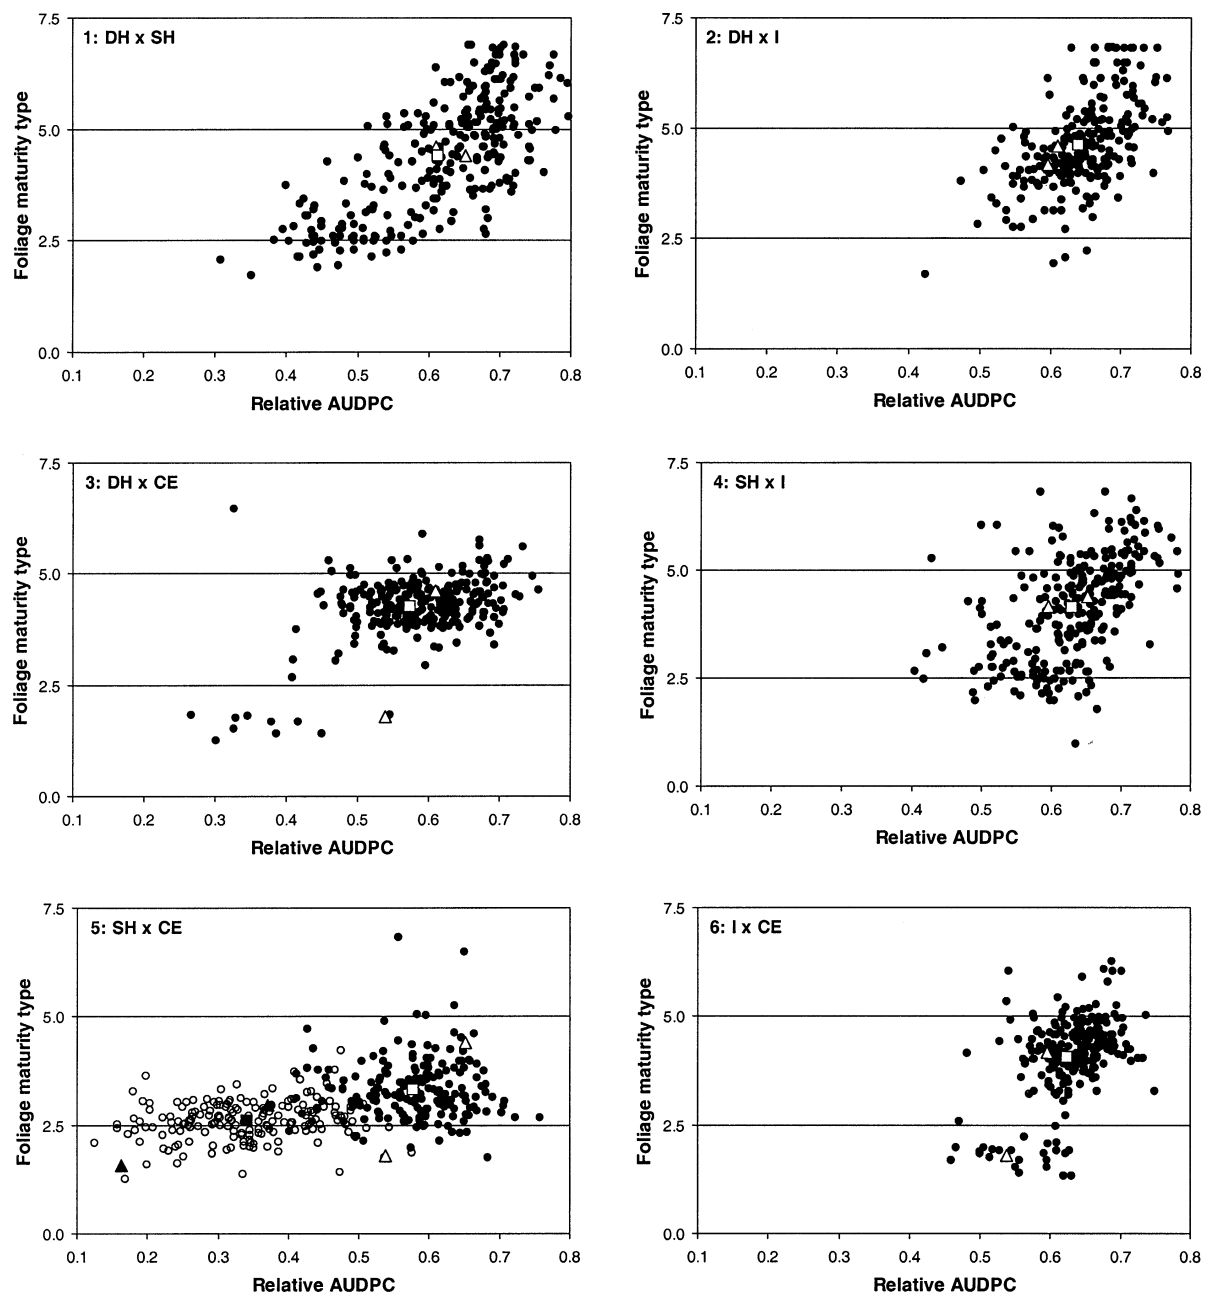 1: DH x SH
7.5
5.0
2.5
0.0
Foliage maturity type
0.1 0.2 0.3 0.4 0.5 0.6 0.7 0.8
Relative AUDPC
2: DH x I
7.5
5.0
2.5
0.0
Foliage maturity type
0.1 0.2 0.3 0.4 0.5 0.6 0.7 0.8
Relative AUDPC
3: DH x CE
7.5
5.0
2.5
0.0
Foliage maturity type
0.1 0.2 0.3 0.4 0.5 0.6 0.7 0.8
Relative AUDPC
4: SH x I
7.5
5.0
2.5
0.0
Foliage maturity type
0.1 0.2 0.3 0.4 0.5 0.6 0.7 0.8
Relative AUDPC
5: SH x CE
7.5
5.0
2.5
0.0
Foliage maturity type
0.1 0.2 0.3 0.4 0.5 0.6 0.7 0.8
Relative AUDPC
6: I x CE
7.5
5.0
2.5
0.0
Foliage maturity type
0.1 0.2 0.3 0.4 0.5 0.6 0.7 0.8
Relative AUDPC